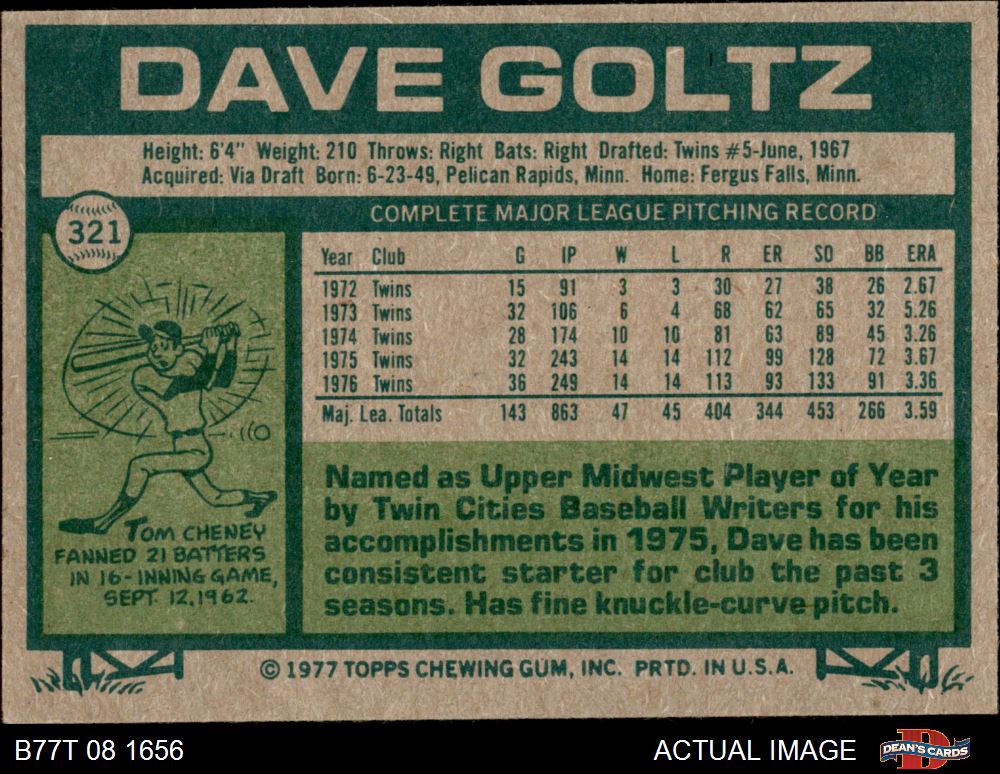 DAVE GOLTZ
Height: 6'4" Weight: 210 Throws: Right Bats: Right Drafted: Twins #5-June, 1967
Acquired: Via Draft Born: 6-23-49, Pelican Rapids, Minn. Home: Fergus Falls, Minn.
321
COMPLETE MAJOR LEAGUE PITCHING RECORD
Year Club G IP W L R ER SO BB ERA
1972 Twins 15 91 3 3 30 27 38 26 2.67
1973 Twins 32 106 6 4 68 62 65 32 5.26
1974 Twins 28 174 10 10 81 63 89 45 3.26
1975 Twins 32 243 14 14 112 99 128 72 3.67
1976 Twins 36 249 14 14 113 93 133 91 3.36
Maj. Lea. Totals 143 863 47 45 404 344 453 266 3.59
TOM CHENEY
FANNED 21 BATTERS
IN 16-INNING GAME,
SEPT. 12, 1962.
Named as Upper Midwest Player of Year
by Twin Cities Baseball Writers for his
accomplishments in 1975, Dave has been
consistent starter for club the past 3
seasons. Has fine knuckle-curve pitch.
© 1977 TOPPS CHEWING GUM, INC. PRTD. IN U.S.A.
B77T 08 1656
ACTUAL IMAGE
B
DEAN'S CARDS